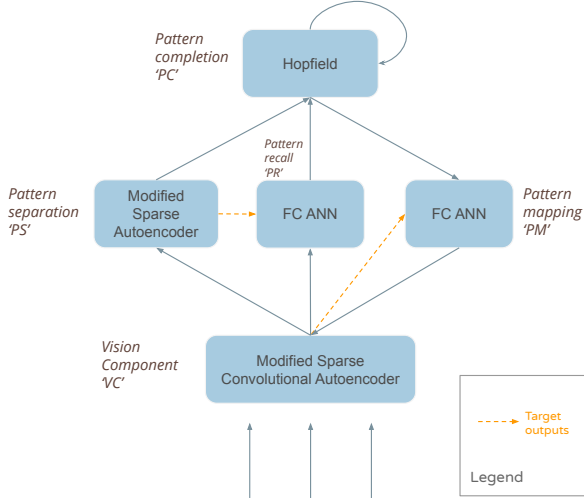 Pattern
completion
‘PC’
Hopfield
Pattern
recall
‘PR’
Pattern
separation
‘PS’
Modified
Sparse
Autoencoder
FC ANN
FC ANN
Pattern
mapping
‘PM’
Vision
Component
‘VC’
Modified Sparse
Convolutional Autoencoder
Target
outputs
Legend